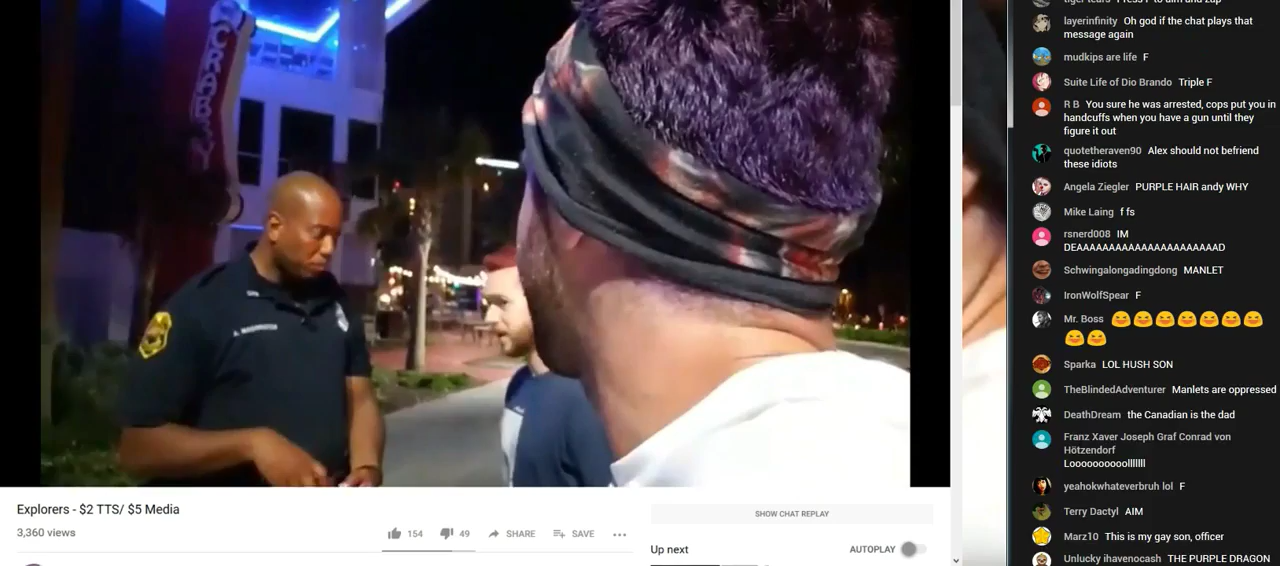 CRABBY
Explorers - $2 TTS/ $5 Media
3,360 views
154
49
SHARE
SAVE
SHOW CHAT REPLAY
Up next
AUTOPLAY
layerinfinity Oh god if the chat plays that
message again
mudkips are life F
Suite Life of Dio Brando Triple F
R B You sure he was arrested, cops put you in
handcuffs when you have a gun until they
figure it out
quotetheraven90 Alex should not befriend
these idiots
Angela Ziegler PURPLE HAIR andy WHY
Mike Laing f fs
rsnerd008 IM
DEAAAAAAAAAAAAAAAAAAAAAAD
Schwingalongadingdong MANLET
IronWolfSpear F
Mr. Boss
Sparka LOL HUSH SON
TheBlindedAdventurer Manlets are oppressed
DeathDream the Canadian is the dad
Franz Xaver Joseph Graf Conrad von
Hötzendorf
Loooooooooolllllll
yeahokwhateverbruh lol F
Terry Dactyl AIM
Marz10 This is my gay son, officer
Unlucky ihavenocash THE PURPLE DRAGON